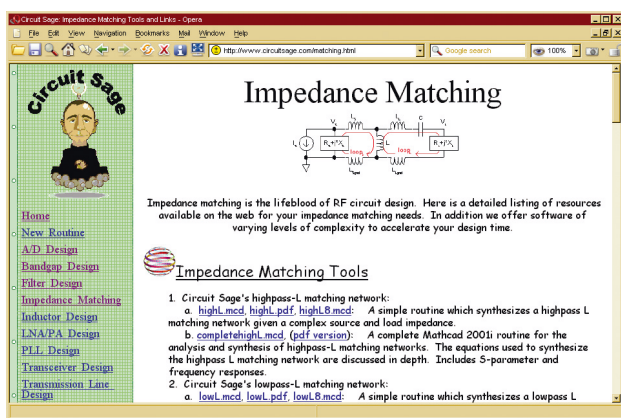 Circuit Sage: Impedance Matching Tools and Links - Opera
File Edit View Navigation Bookmarks Mail Window Help
http://www.circuitsage.com/matching.html
Google search
100%
Circuit Sage
Home
New Routine
A/D Design
Bandgap Design
Filter Design
Impedance Matching
Inductor Design
LNA/PA Design
PLL Design
Transceiver Design
Transmission Line
Design
Impedance Matching
C
L
loop
loop
Impedance matching is the lifeblood of RF circuit design. Here is a detailed listing of resources
available on the web for your impedance matching needs. In addition we offer software of
varying levels of complexity to accelerate your design time.
Impedance Matching Tools
1. Circuit Sage's highpass-L matching network:
a. highL.mcd, highL.pdf, highL8.mcd: A simple routine which synthesizes a highpass L
matching network given a complex source and load impedance.
b. completehighL.mcd, (pdf version): A complete Mathcad 2001i routine for the
analysis and synthesis of highpass-L matching networks. The equations used to synthesize
the highpass L matching network are discussed in depth. Includes S-parameter and
frequency responses.
2. Circuit Sage's lowpass-L matching network:
a. lowL.mcd, lowL.pdf, lowL8.mcd: A simple routine which synthesizes a lowpass L